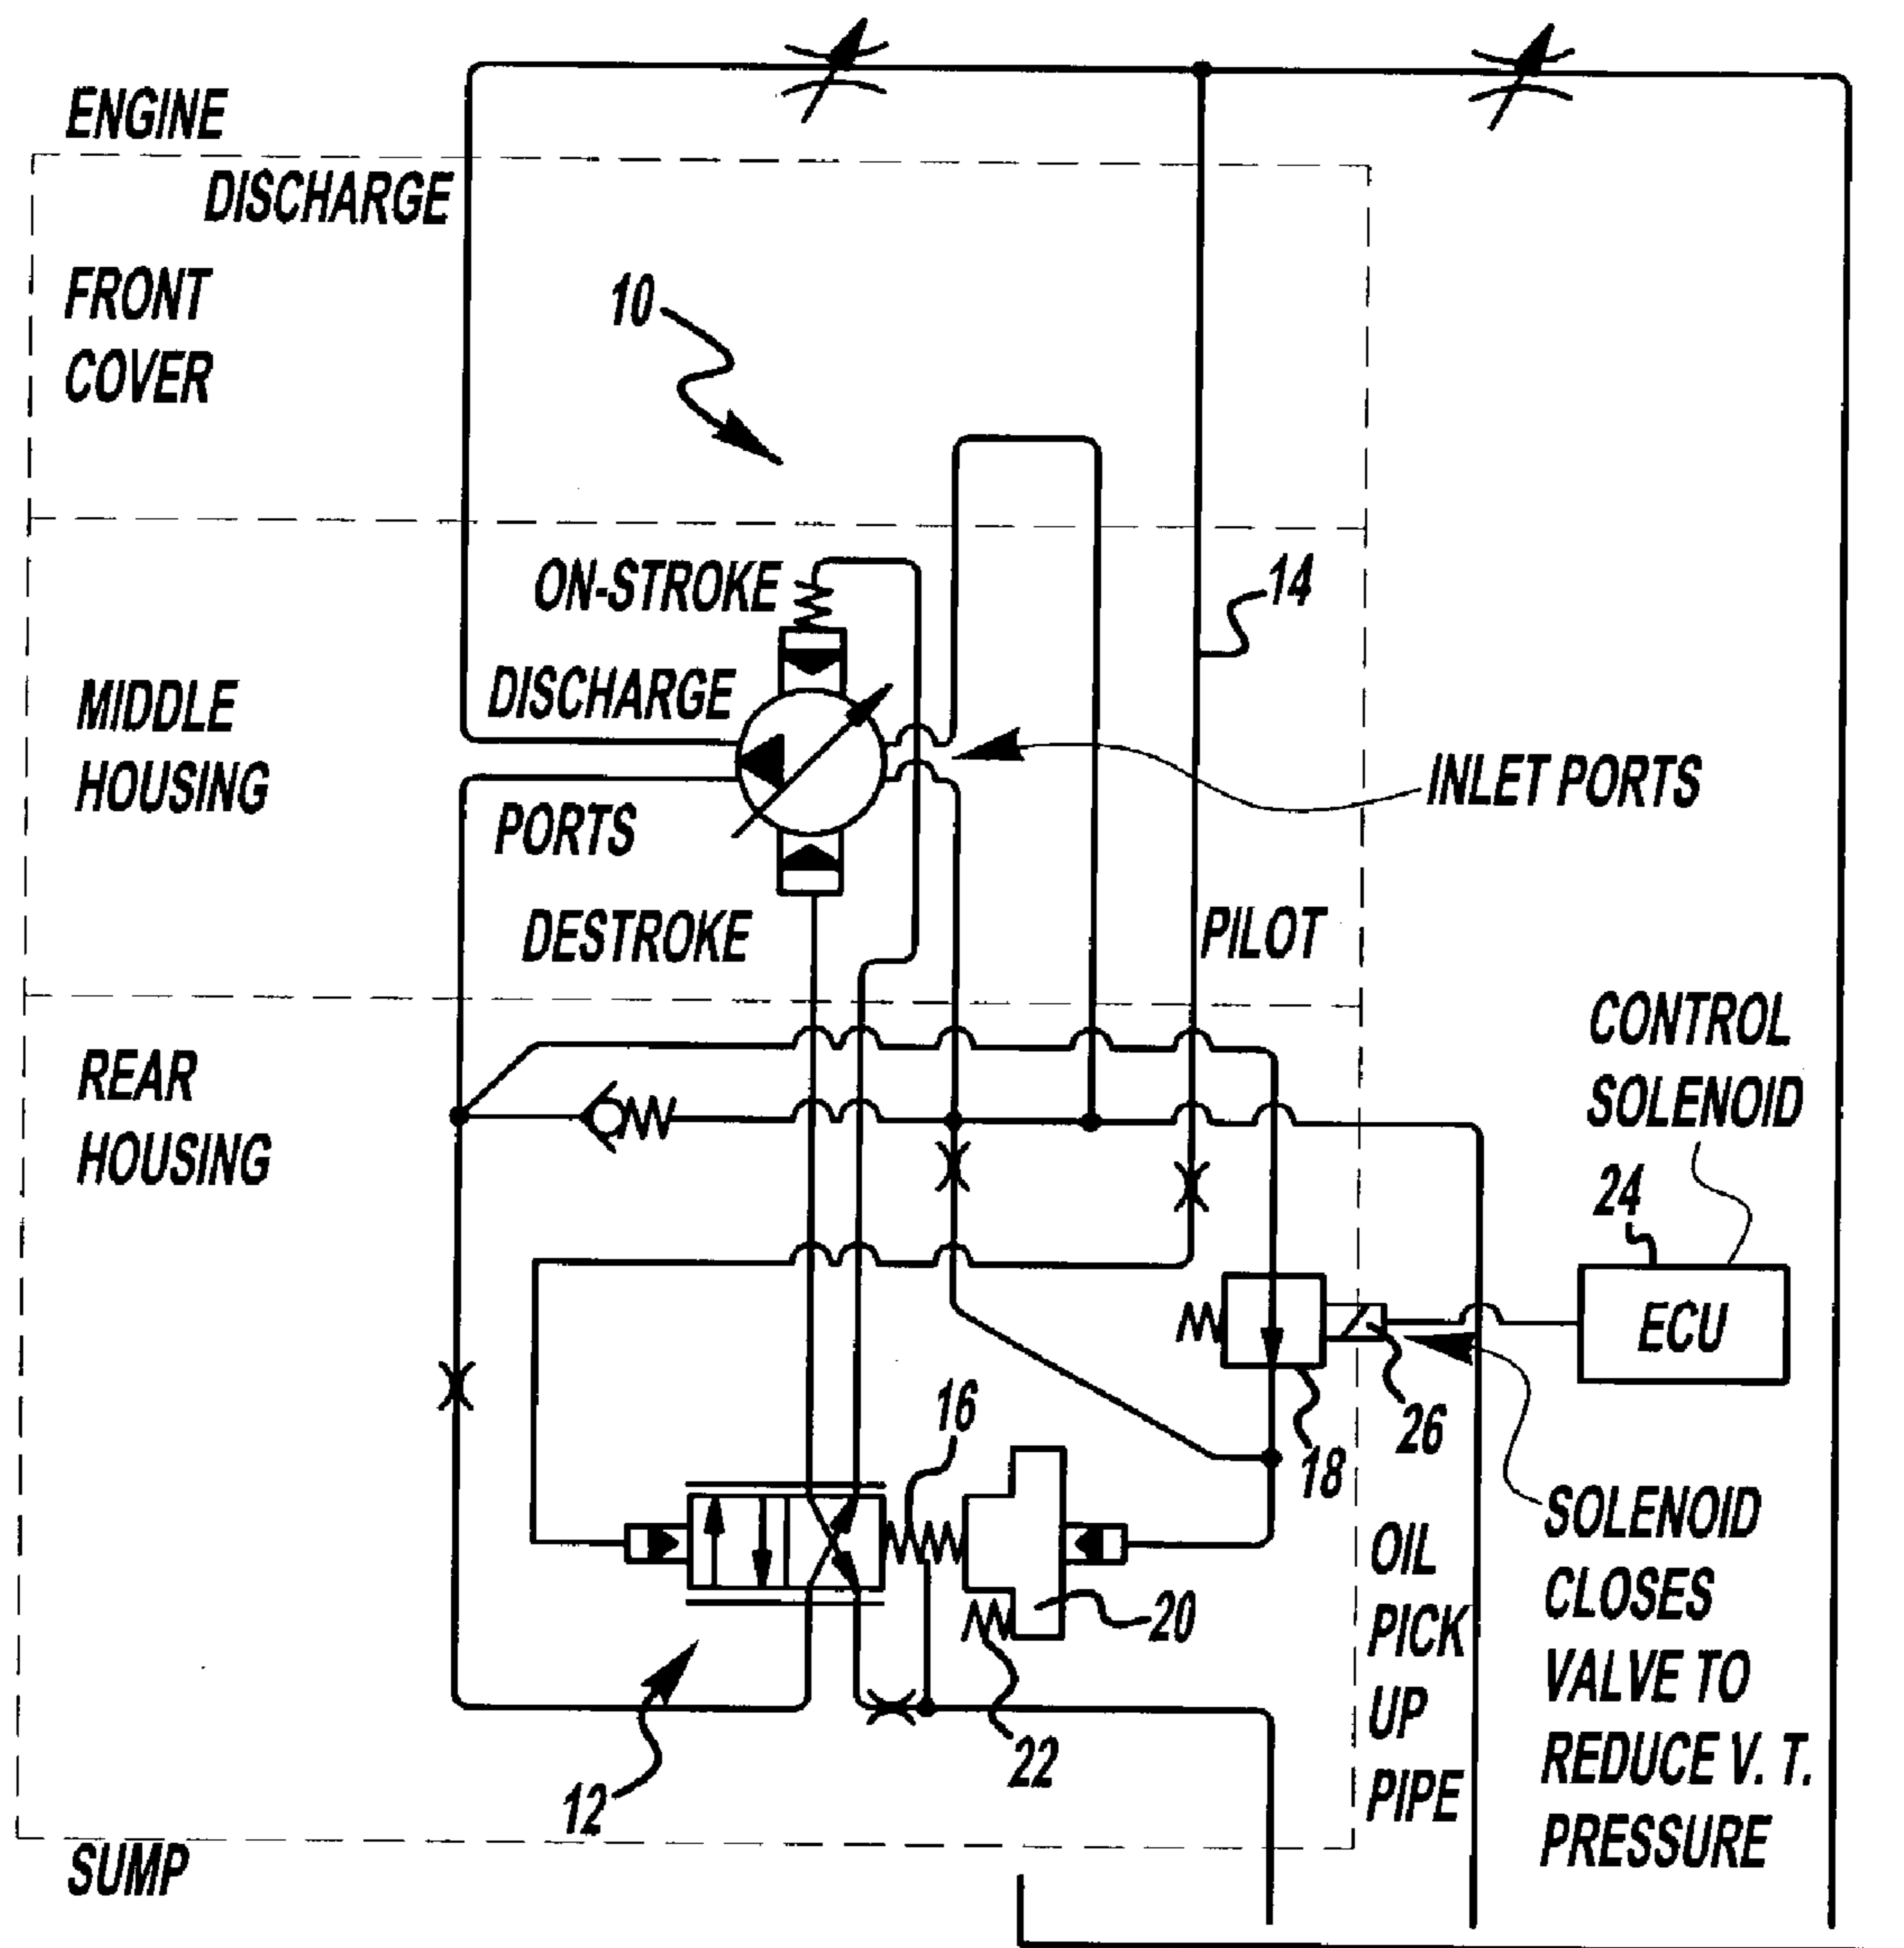 ENGINE
DISCHARGE
FRONT
COVER
10
ON-STROKE
14
DISCHARGE
MIDDLE
HOUSING
INLET PORTS
PORTS
DESTROKE
PILOT
CONTROL
SOLENOID
REAR
HOUSING
24
ECU
16
26
18
SOLENOID
CLOSES
VALVE TO
REDUCE V. T.
PRESSURE
OIL
PICK
UP
PIPE
20
22
12
SUMP